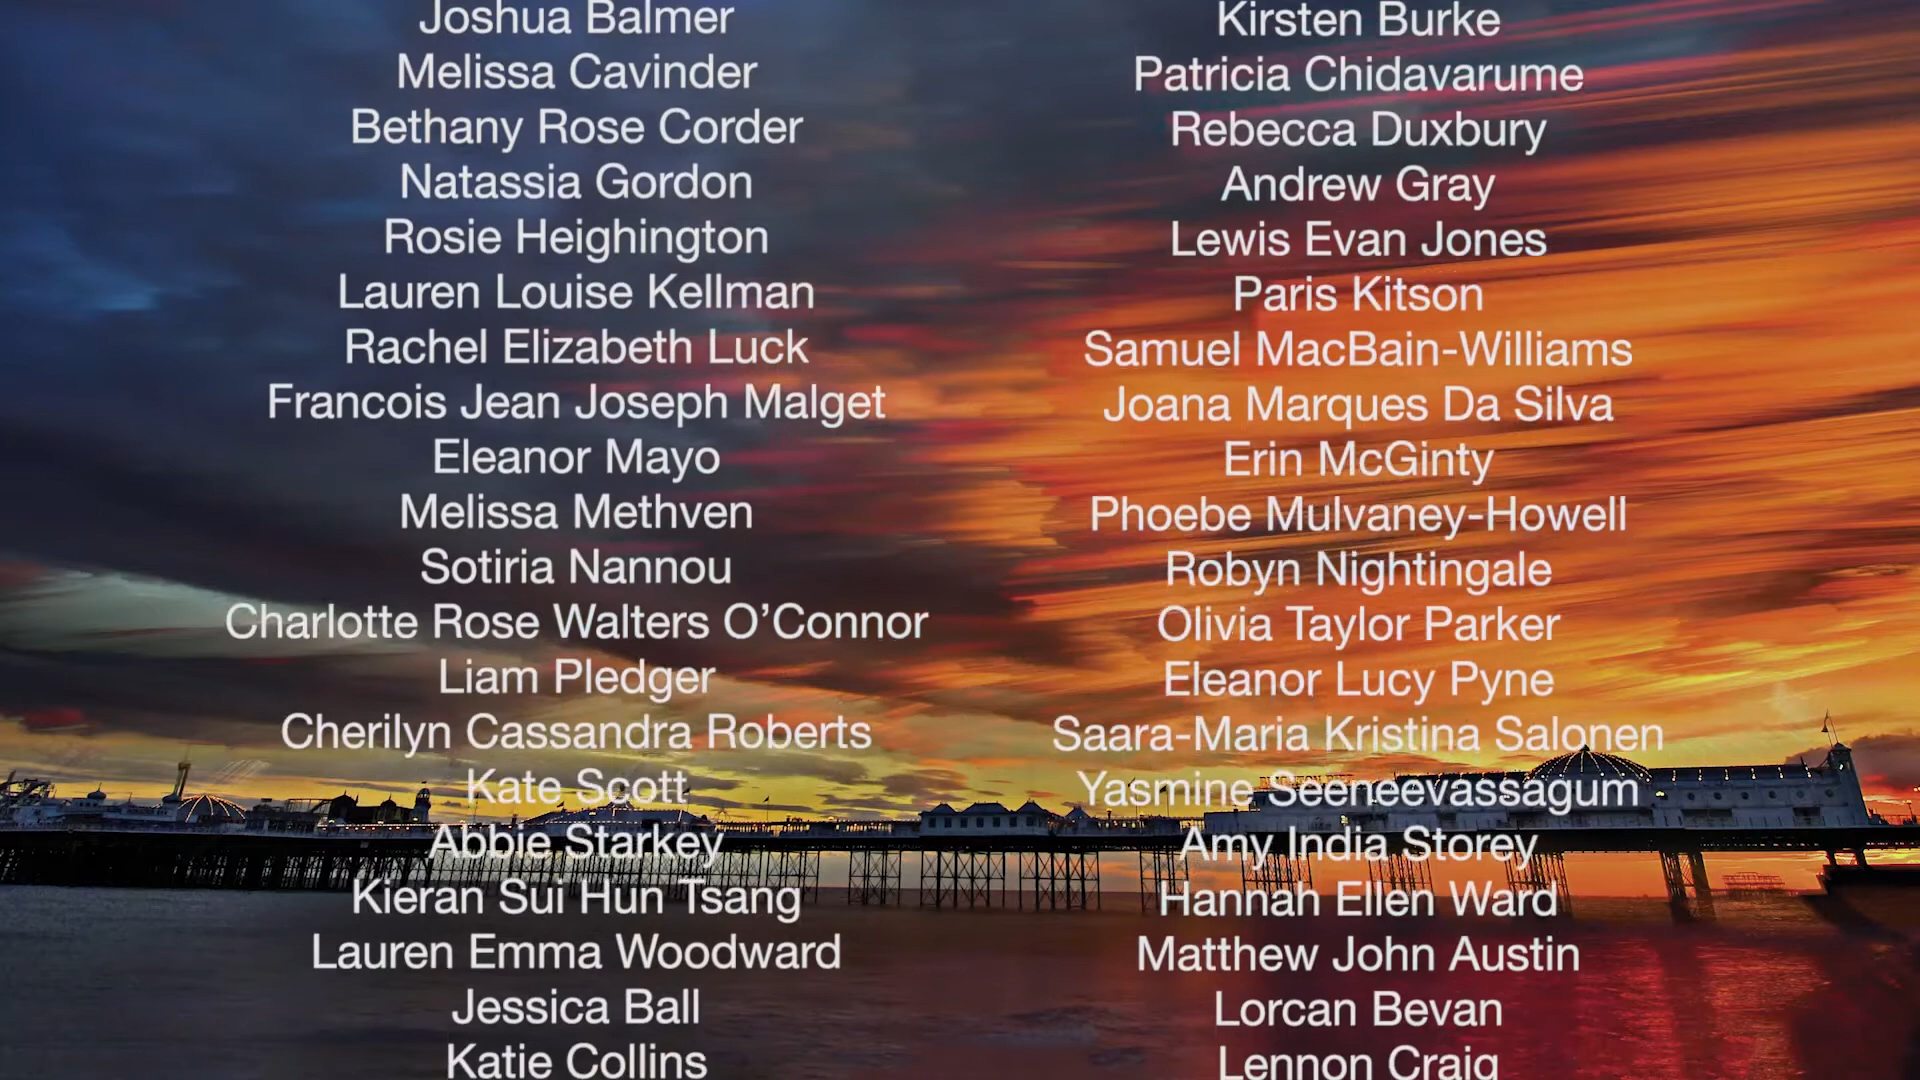 Joshua Balmer
Melissa Cavinder
Bethany Rose Corder
Natassia Gordon
Rosie Heighington
Lauren Louise Kellman
Rachel Elizabeth Luck
Francois Jean Joseph Malget
Eleanor Mayo
Melissa Methven
Sotiria Nannou
Charlotte Rose Walters O’Connor
Liam Pledger
Cherilyn Cassandra Roberts
Kate Scott
Abbie Starkey
Kieran Sui Hun Tsang
Lauren Emma Woodward
Jessica Ball
Katie Collins
Kirsten Burke
Patricia Chidavarume
Rebecca Duxbury
Andrew Gray
Lewis Evan Jones
Paris Kitson
Samuel MacBain-Williams
Joana Marques Da Silva
Erin McGinty
Phoebe Mulvaney-Howell
Robyn Nightingale
Olivia Taylor Parker
Eleanor Lucy Pyne
Saara-Maria Kristina Salonen
Yasmine Seeneevassagum
Amy India Storey
Hannah Ellen Ward
Matthew John Austin
Lorcan Bevan
Lennon Craig